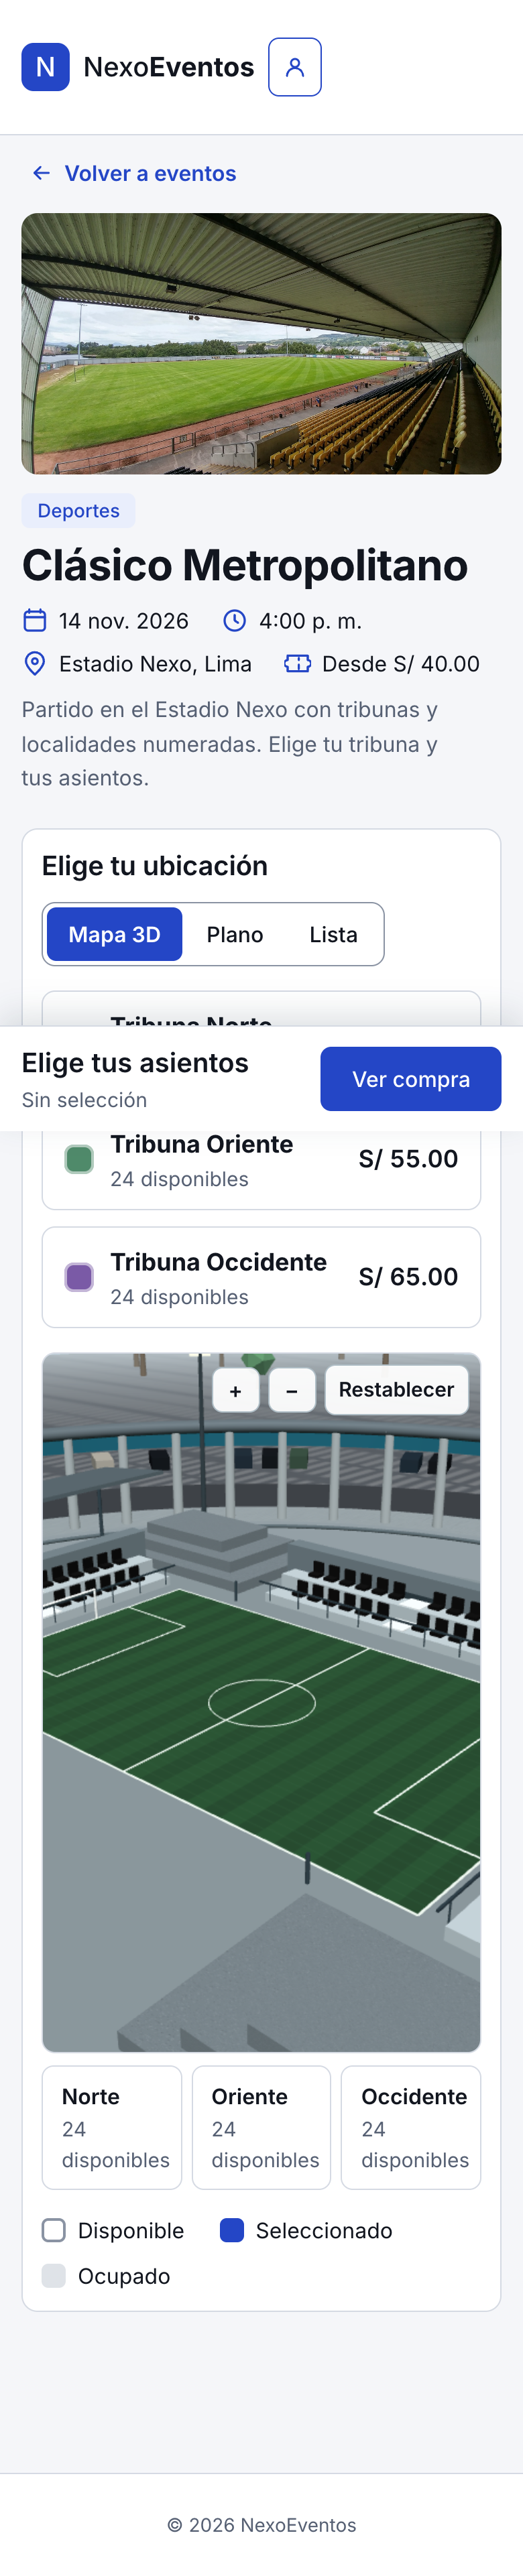 N NexoEventos
Volver a eventos
Deportes
Clásico Metropolitano
14 nov. 2026 4:00 p. m.
Estadio Nexo, Lima Desde S/ 40.00
Partido en el Estadio Nexo con tribunas y
localidades numeradas. Elige tu tribuna y
tus asientos.
Elige tu ubicación
Mapa 3D Plano Lista
Tribuna Norte
Elige tus asientos
Sin selección
Ver compra
Tribuna Oriente
24 disponibles
S/ 55.00
Tribuna Occidente
24 disponibles
S/ 65.00
+ − Restablecer
Norte
24
disponibles
Oriente
24
disponibles
Occidente
24
disponibles
Disponible Seleccionado
Ocupado
© 2026 NexoEventos